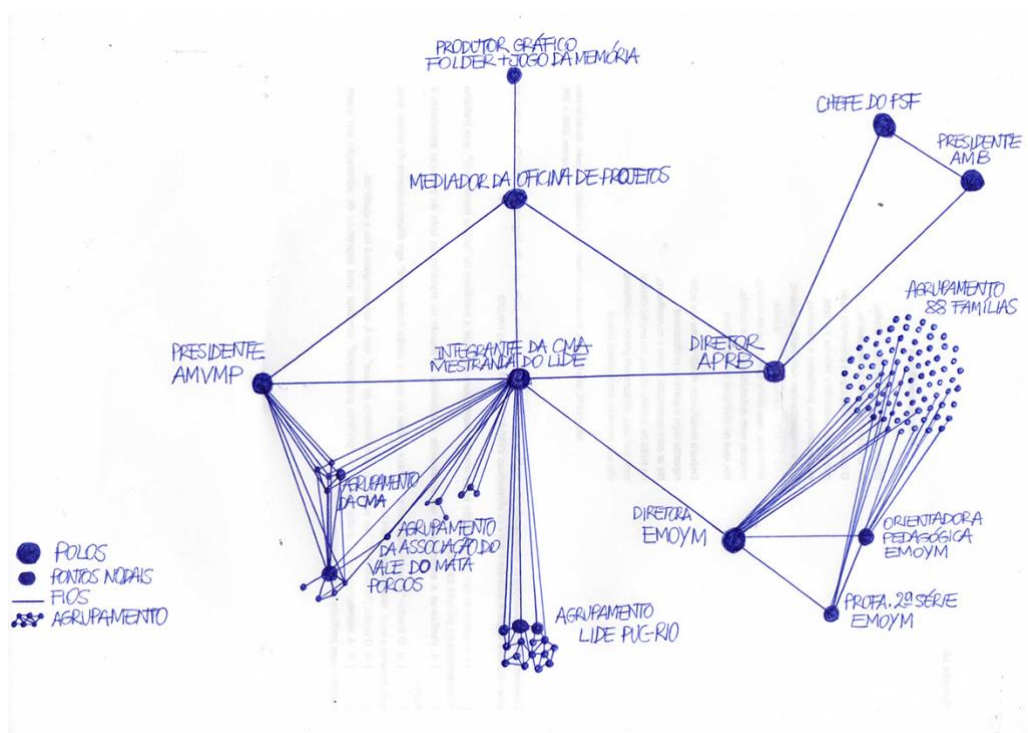 PRODUTOR GRÁFICO
FOLDER + JOGO DA MEMÓRIA
CHEFE DO PSF
PRESIDENTE
AMB
MEDIADOR DA OFICINA DE PROJETOS
AGRUPAMENTO
88 FAMÍLIAS
PRESIDENTE
AMVMP
INTEGRANTE DA CMA
MESTRANDA DO LIDE
DIRETOR
APRB
AGRUPAMENTO
DA CMA
AGRUPAMENTO
DA ASSOCIAÇÃO DO
VALE DO MATA
PORCOS
DIRETORA
EMOYM
ORIENTADORA
PEDAGÓGICA
EMOYM
PROFA. 2ª SÉRIE
EMOYM
AGRUPAMENTO
LIDE PUC-RIO
POLOS
PONTOS NODAIS
FIOS
AGRUPAMENTO